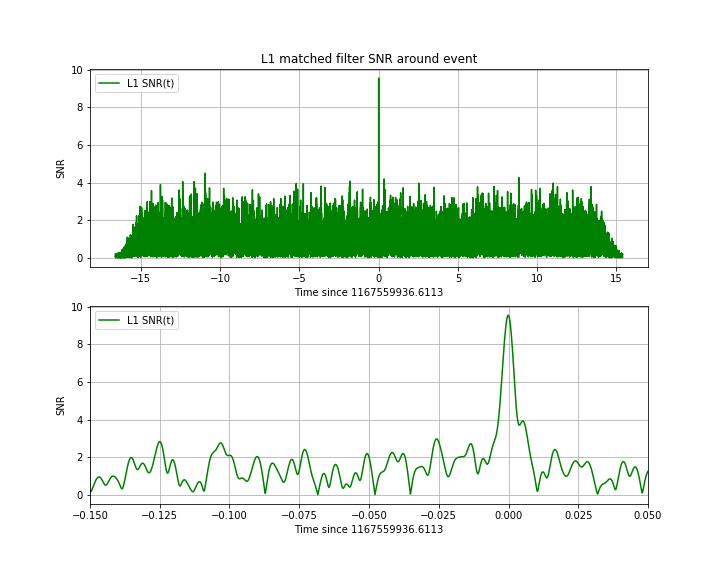 L1 matched filter SNR around event
10
8
6
4
2
0
SNR
L1 SNR(t)
−15 −10 −5 0 5 10 15
Time since 1167559936.6113
10
8
6
4
2
0
SNR
L1 SNR(t)
−0.150 −0.125 −0.100 −0.075 −0.050 −0.025 0.000 0.025 0.050
Time since 1167559936.6113